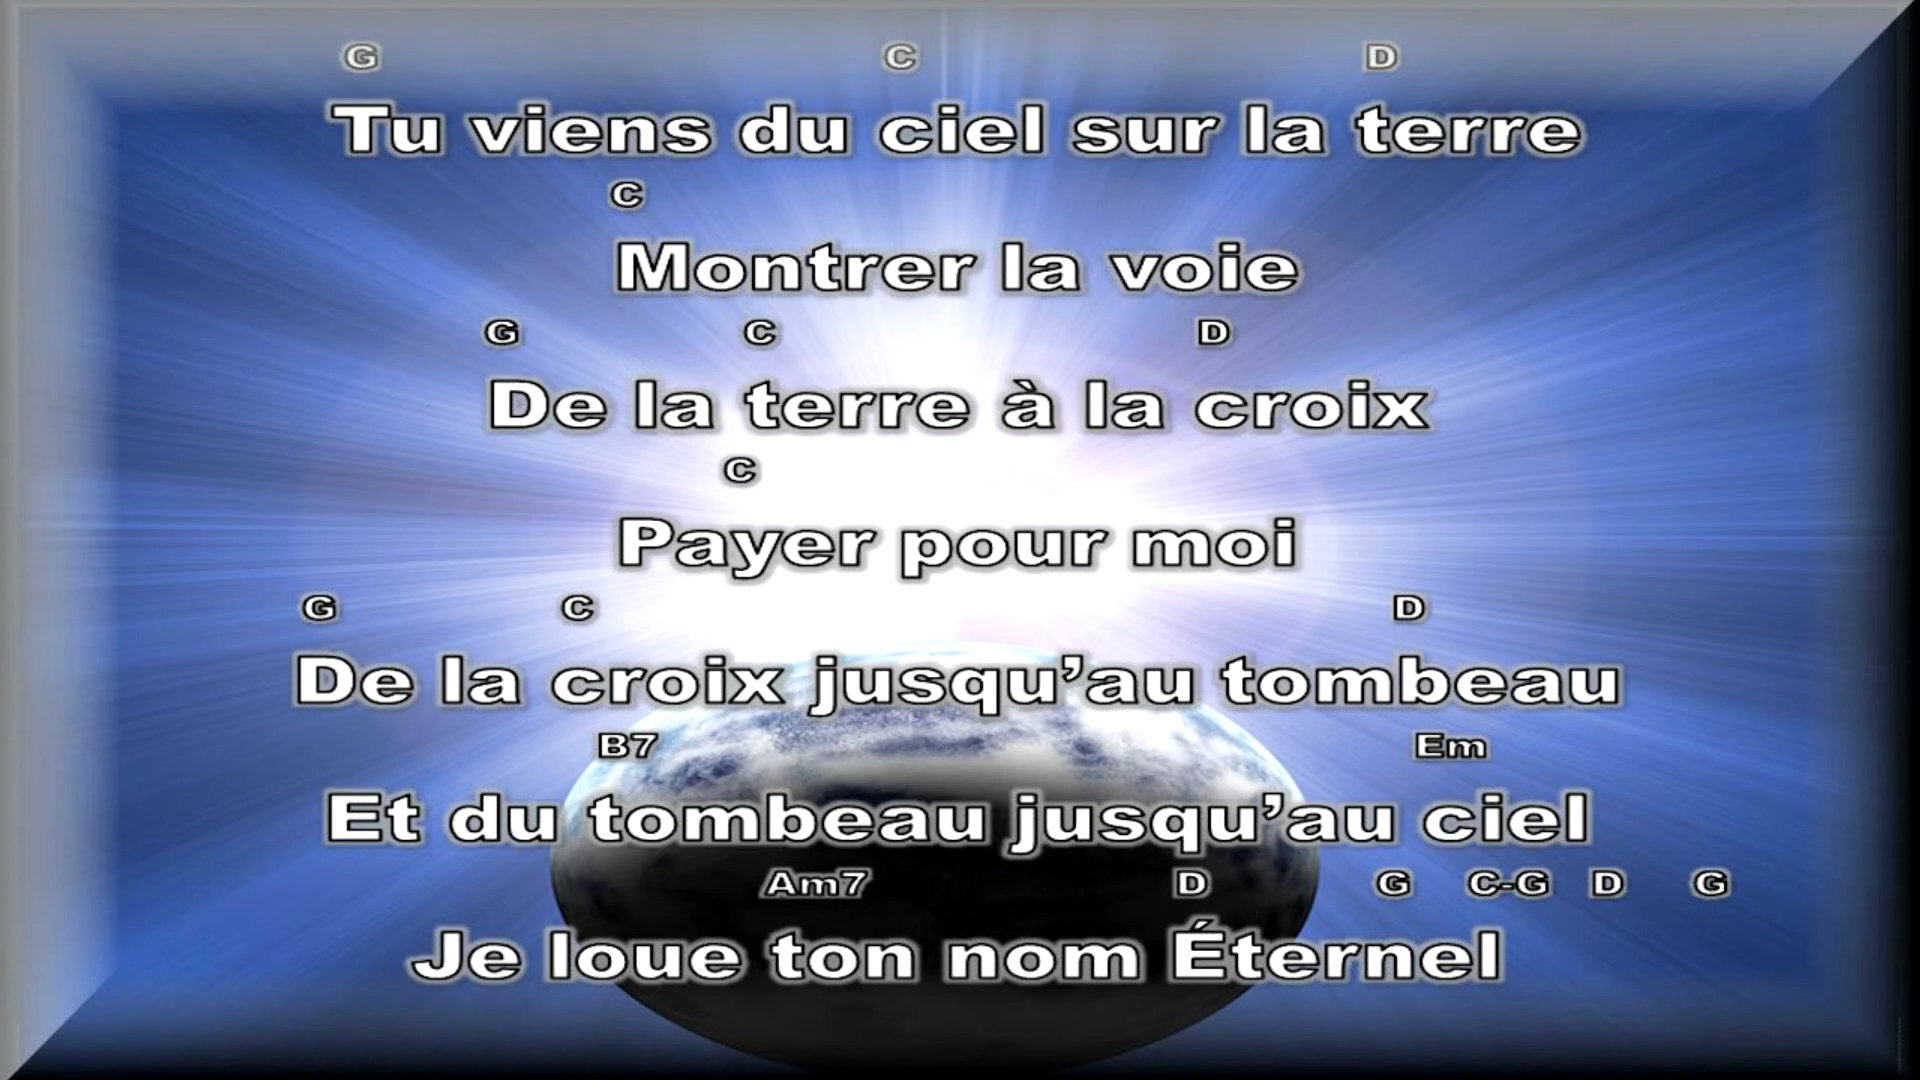 G C D
Tu viens du ciel sur la terre
C
Montrer la voie
G C D
De la terre à la croix
C
Payer pour moi
G C D
De la croix jusqu’au tombeau
B7 Em
Et du tombeau jusqu’au ciel
Am7 D G C-G D G
Je loue ton nom Éternel